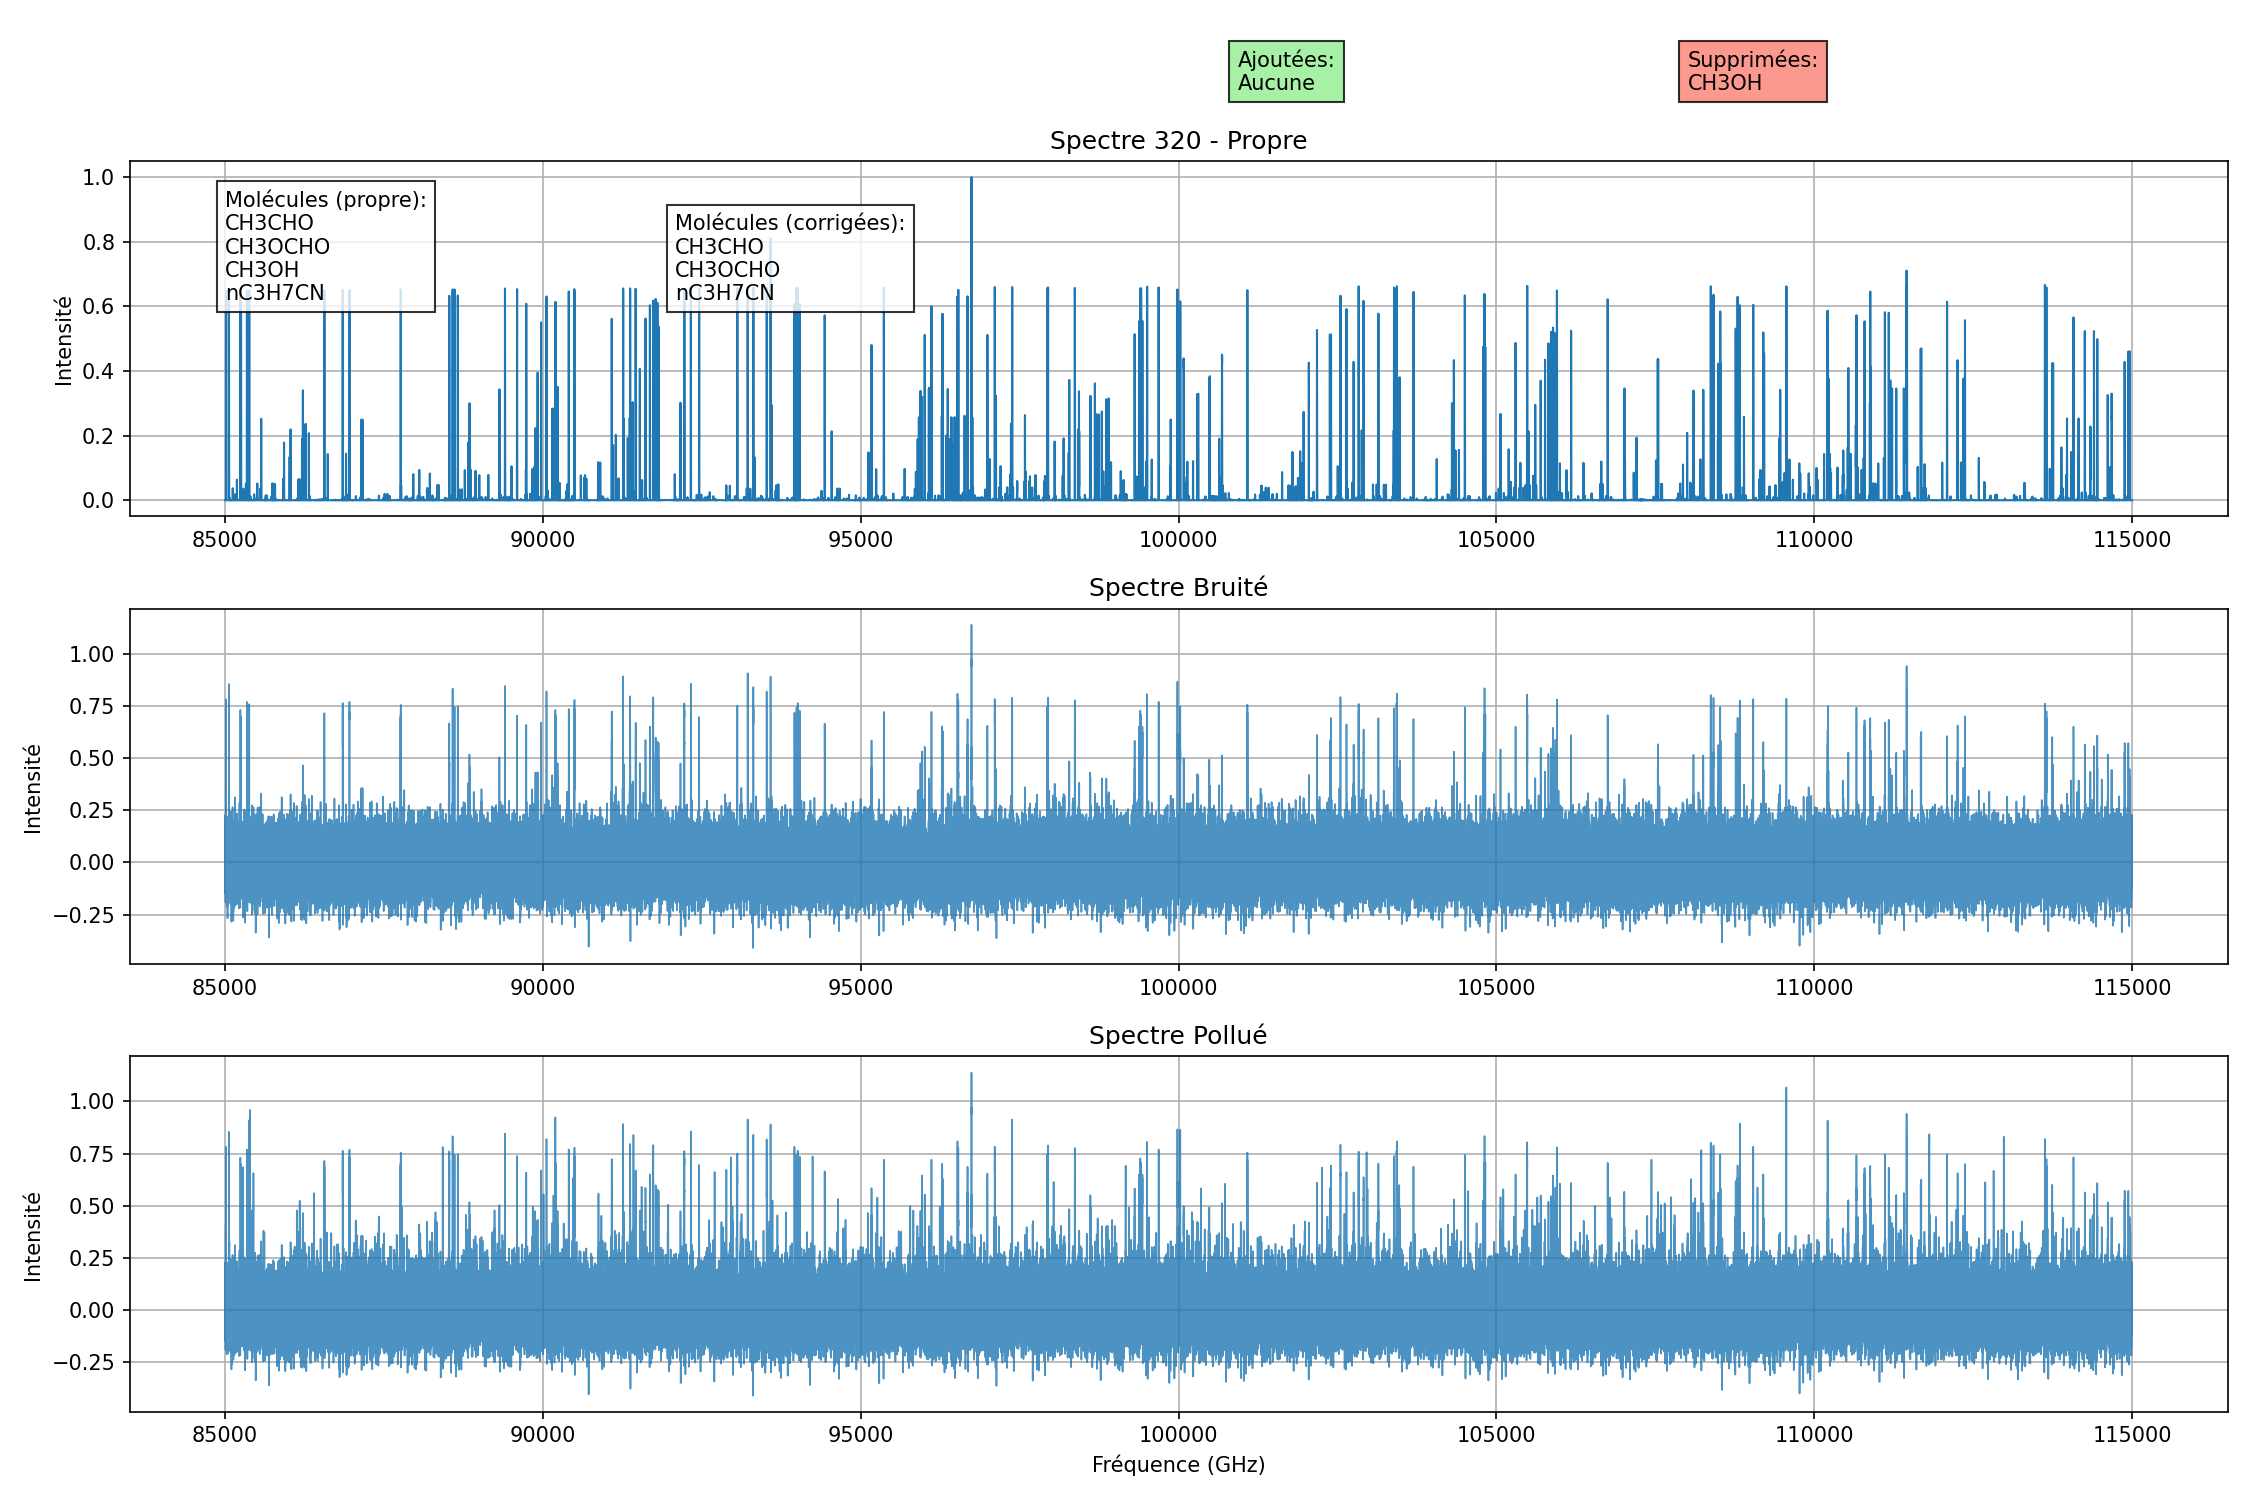 Ajoutées:
Aucune
Supprimées:
CH3OH
Spectre 320 - Propre
Molécules (propre):
CH3CHO
CH3OCHO
CH3OH
nC3H7CN
Molécules (corrigées):
CH3CHO
CH3OCHO
nC3H7CN
Intensité
1.0
0.8
0.6
0.4
0.2
0.0
85000 90000 95000 100000 105000 110000 115000
Spectre Bruité
Intensité
1.00
0.75
0.50
0.25
0.00
−0.25
85000 90000 95000 100000 105000 110000 115000
Spectre Pollué
Intensité
1.00
0.75
0.50
0.25
0.00
−0.25
85000 90000 95000 100000 105000 110000 115000
Fréquence (GHz)